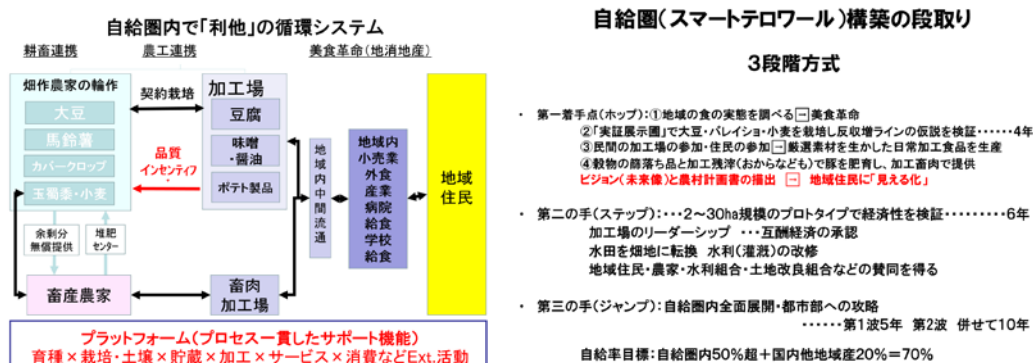 自給圏内で「利他」の循環システム
耕畜連携
農工連携
美食革命(地消地産)
畑作農家の輪作
大豆
馬鈴薯
カバークロップ
玉蜀黍・小麦
契約栽培
品質
インセンティブ
加工場
豆腐
味噌
・醤油
ポテト製品
地域内中間流通
地域内
小売業
外食
産業
病院
給食
学校
給食
地域
住民
余剰分
無償提供
堆肥
センター
畜産農家
畜肉
加工場
プラットフォーム(プロセス一貫したサポート機能)
育種×栽培・土壌×貯蔵×加工×サービス×消費などExt.活動
自給圏(スマートテロワール)構築の段取り
3段階方式
・ 第一着手点(ホップ):①地域の食の実態を調べる→美食革命
②「実証展示圃」で大豆・バレイショ・小麦を栽培し反収増ラインの仮説を検証・・・・・・4年
③民間の加工場の参加・住民の参加→厳選素材を生かした日常加工食品を生産
④穀物の篩落ち品と加工残滓(おからなども)で豚を肥育し、加工畜肉で提供
ビジョン(未来像)と農村計画書の描出 → 地域住民に「見える化」
・ 第二の手(ステップ):・・・2～30ha規模のプロトタイプで経済性を検証・・・・・・・・・6年
加工場のリーダーシップ ・・・互酬経済の承認
水田を畑地に転換 水利(灌漑)の改修
地域住民・農家・水利組合・土地改良組合などの賛同を得る
・ 第三の手(ジャンプ):自給圏内全面展開・都市部への攻略
・・・・・・第1波5年 第2波 併せて10年
自給率目標:自給圏内50%超+国内他地域産20%=70%